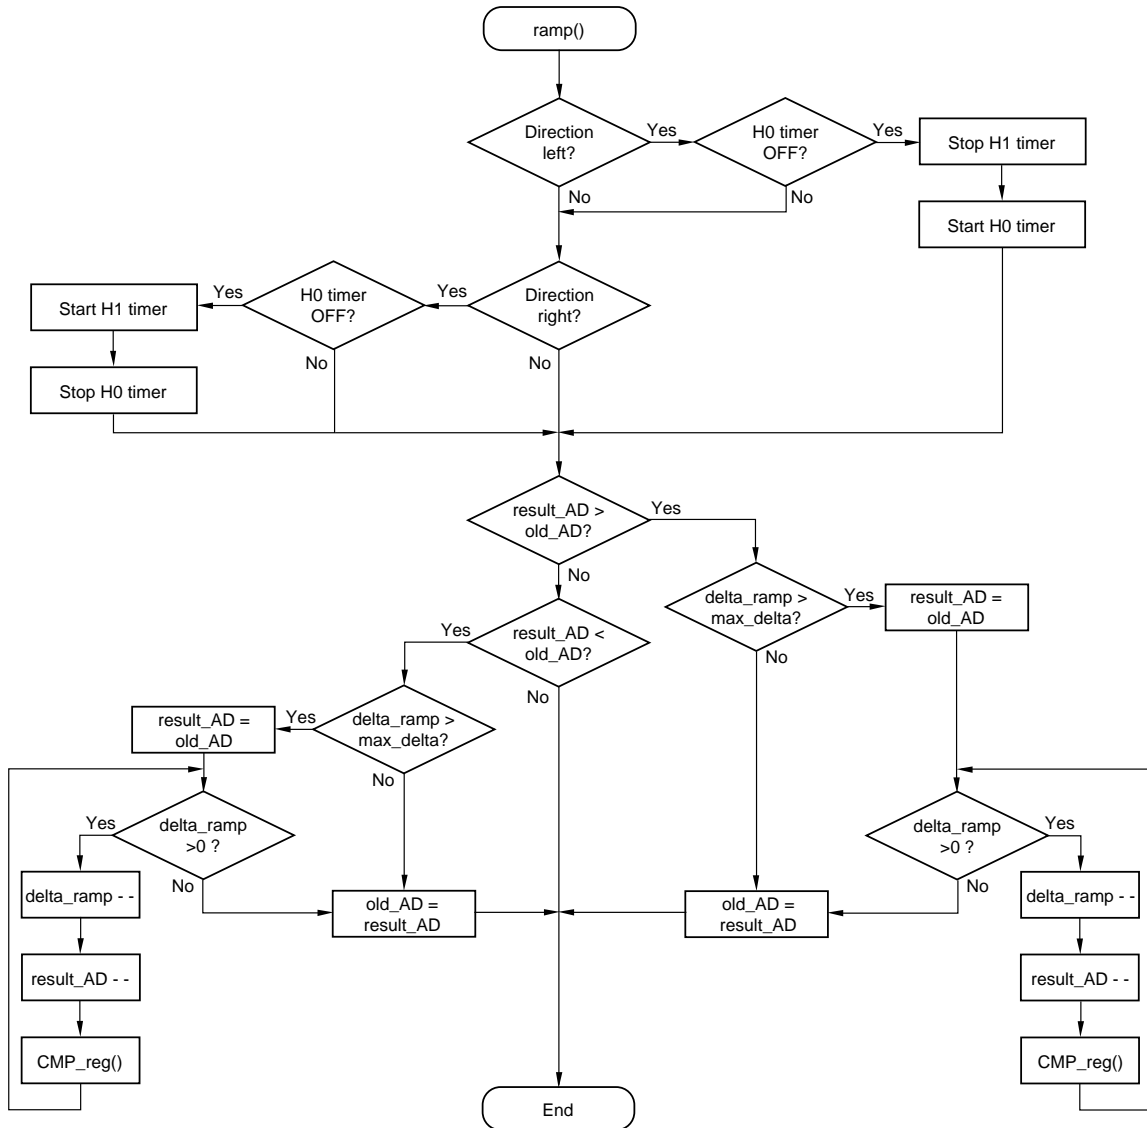 ramp()
Direction
left?
Yes
H0 timer
OFF?
Yes
Stop H1 timer
No
No
Start H0 timer
Start H1 timer
Yes
H0 timer
OFF?
Yes
Direction
right?
No
No
Stop H0 timer
result_AD >
old_AD?
Yes
No
delta_ramp >
max_delta?
Yes
result_AD =
old_AD
No
Yes
result_AD <
old_AD?
No
result_AD =
old_AD
Yes
delta_ramp >
max_delta?
No
Yes
delta_ramp
>0 ?
No
delta_ramp
>0 ?
Yes
No
delta_ramp - -
old_AD =
result_AD
old_AD =
result_AD
delta_ramp - -
result_AD - -
result_AD - -
CMP_reg()
CMP_reg()
End